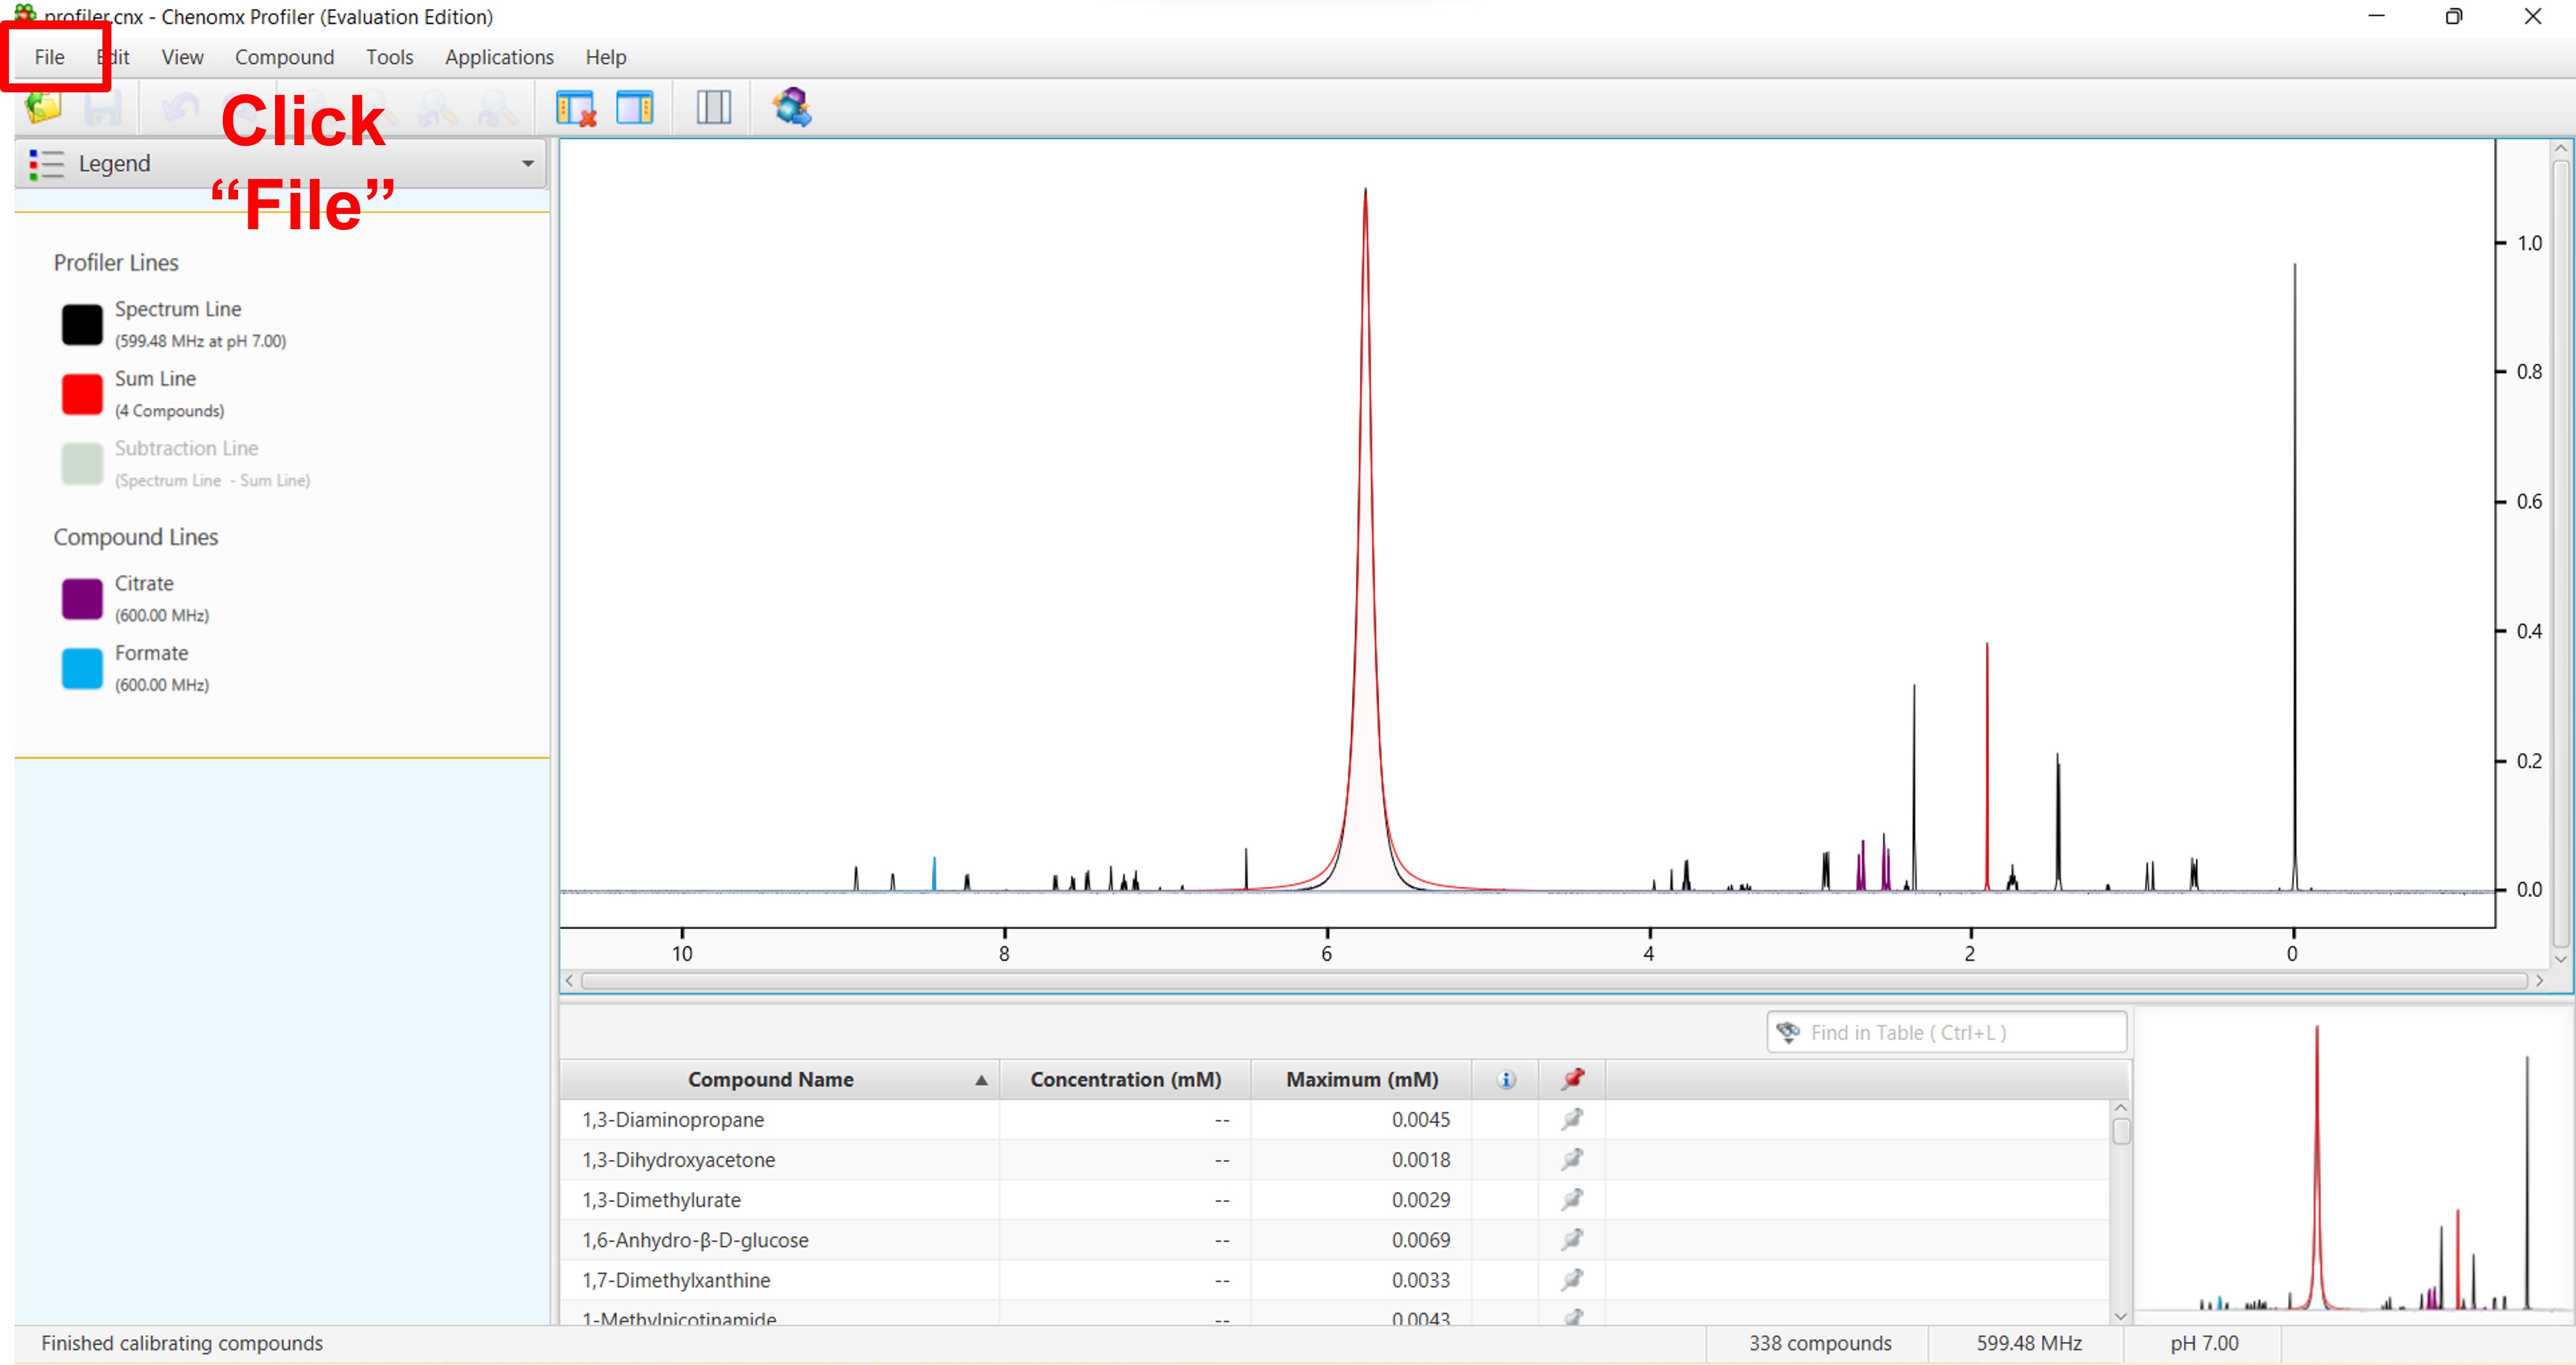 profiler.cnx - Chenomx Profiler (Evaluation Edition)
File Edit View Compound Tools Applications Help
Click
“File”
Legend
Profiler Lines
Spectrum Line
(599.48 MHz at pH 7.00)
Sum Line
(4 Compounds)
Subtraction Line
(Spectrum Line - Sum Line)
Compound Lines
Citrate
(600.00 MHz)
Formate
(600.00 MHz)
1.0
0.8
0.6
0.4
0.2
0.0
10 8 6 4 2 0
Find in Table ( Ctrl+L )
Compound Name Concentration (mM) Maximum (mM)
1,3-Diaminopropane -- 0.0045
1,3-Dihydroxyacetone -- 0.0018
1,3-Dimethylurate -- 0.0029
1,6-Anhydro-β-D-glucose -- 0.0069
1,7-Dimethylxanthine -- 0.0033
1-Methylnicotinamide -- 0.0043
Finished calibrating compounds 338 compounds 599.48 MHz pH 7.00